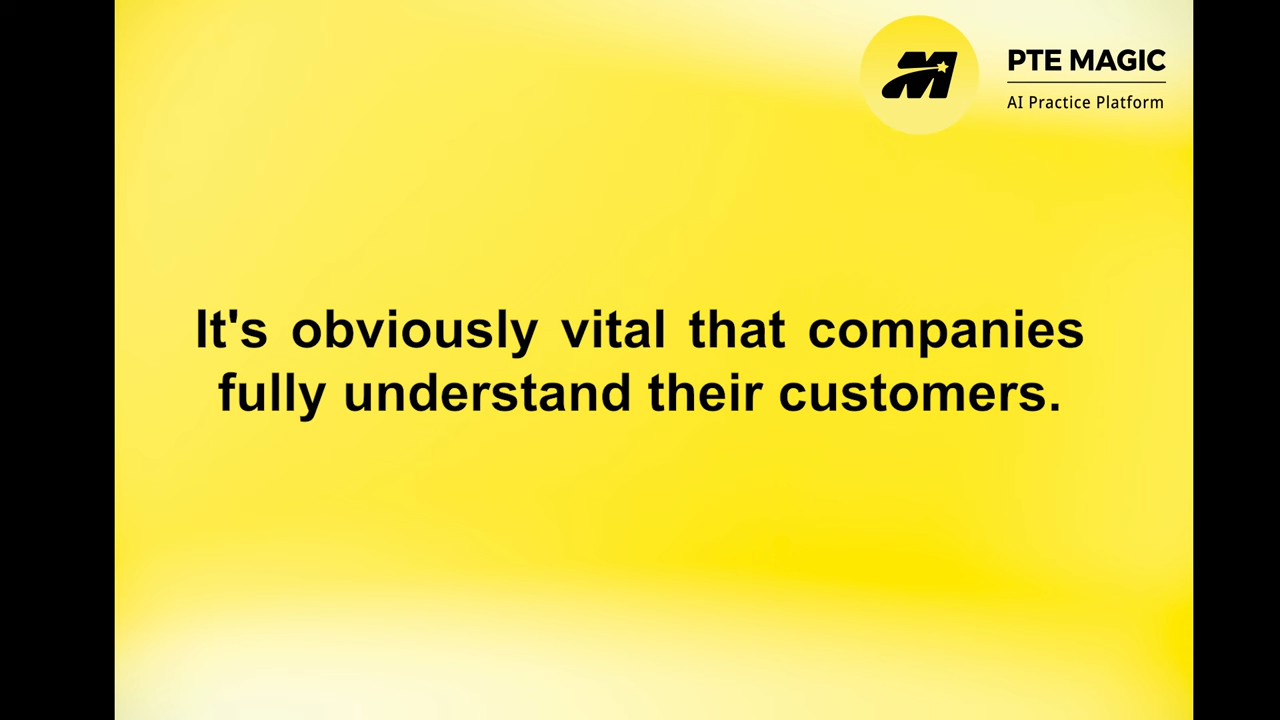 PTE MAGIC
AI Practice Platform
It's obviously vital that companies
fully understand their customers.